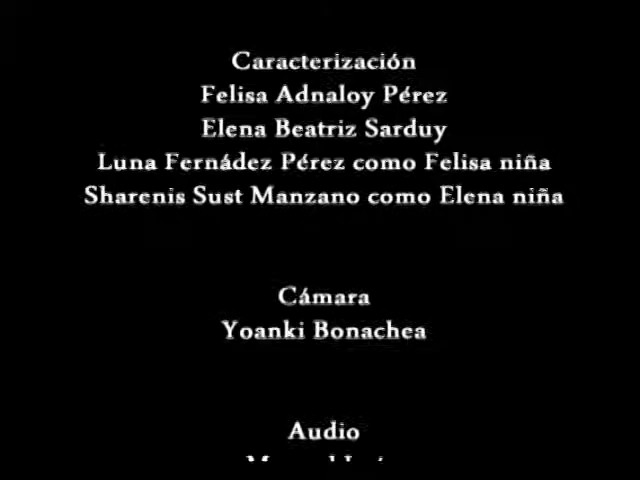 Caracterización
Felisa Adnaloy Pérez
Elena Beatriz Sarduy
Luna Fernádez Pérez como Felisa niña
Sharenis Sust Manzano como Elena niña
Cámara
Yoanki Bonachea
Audio